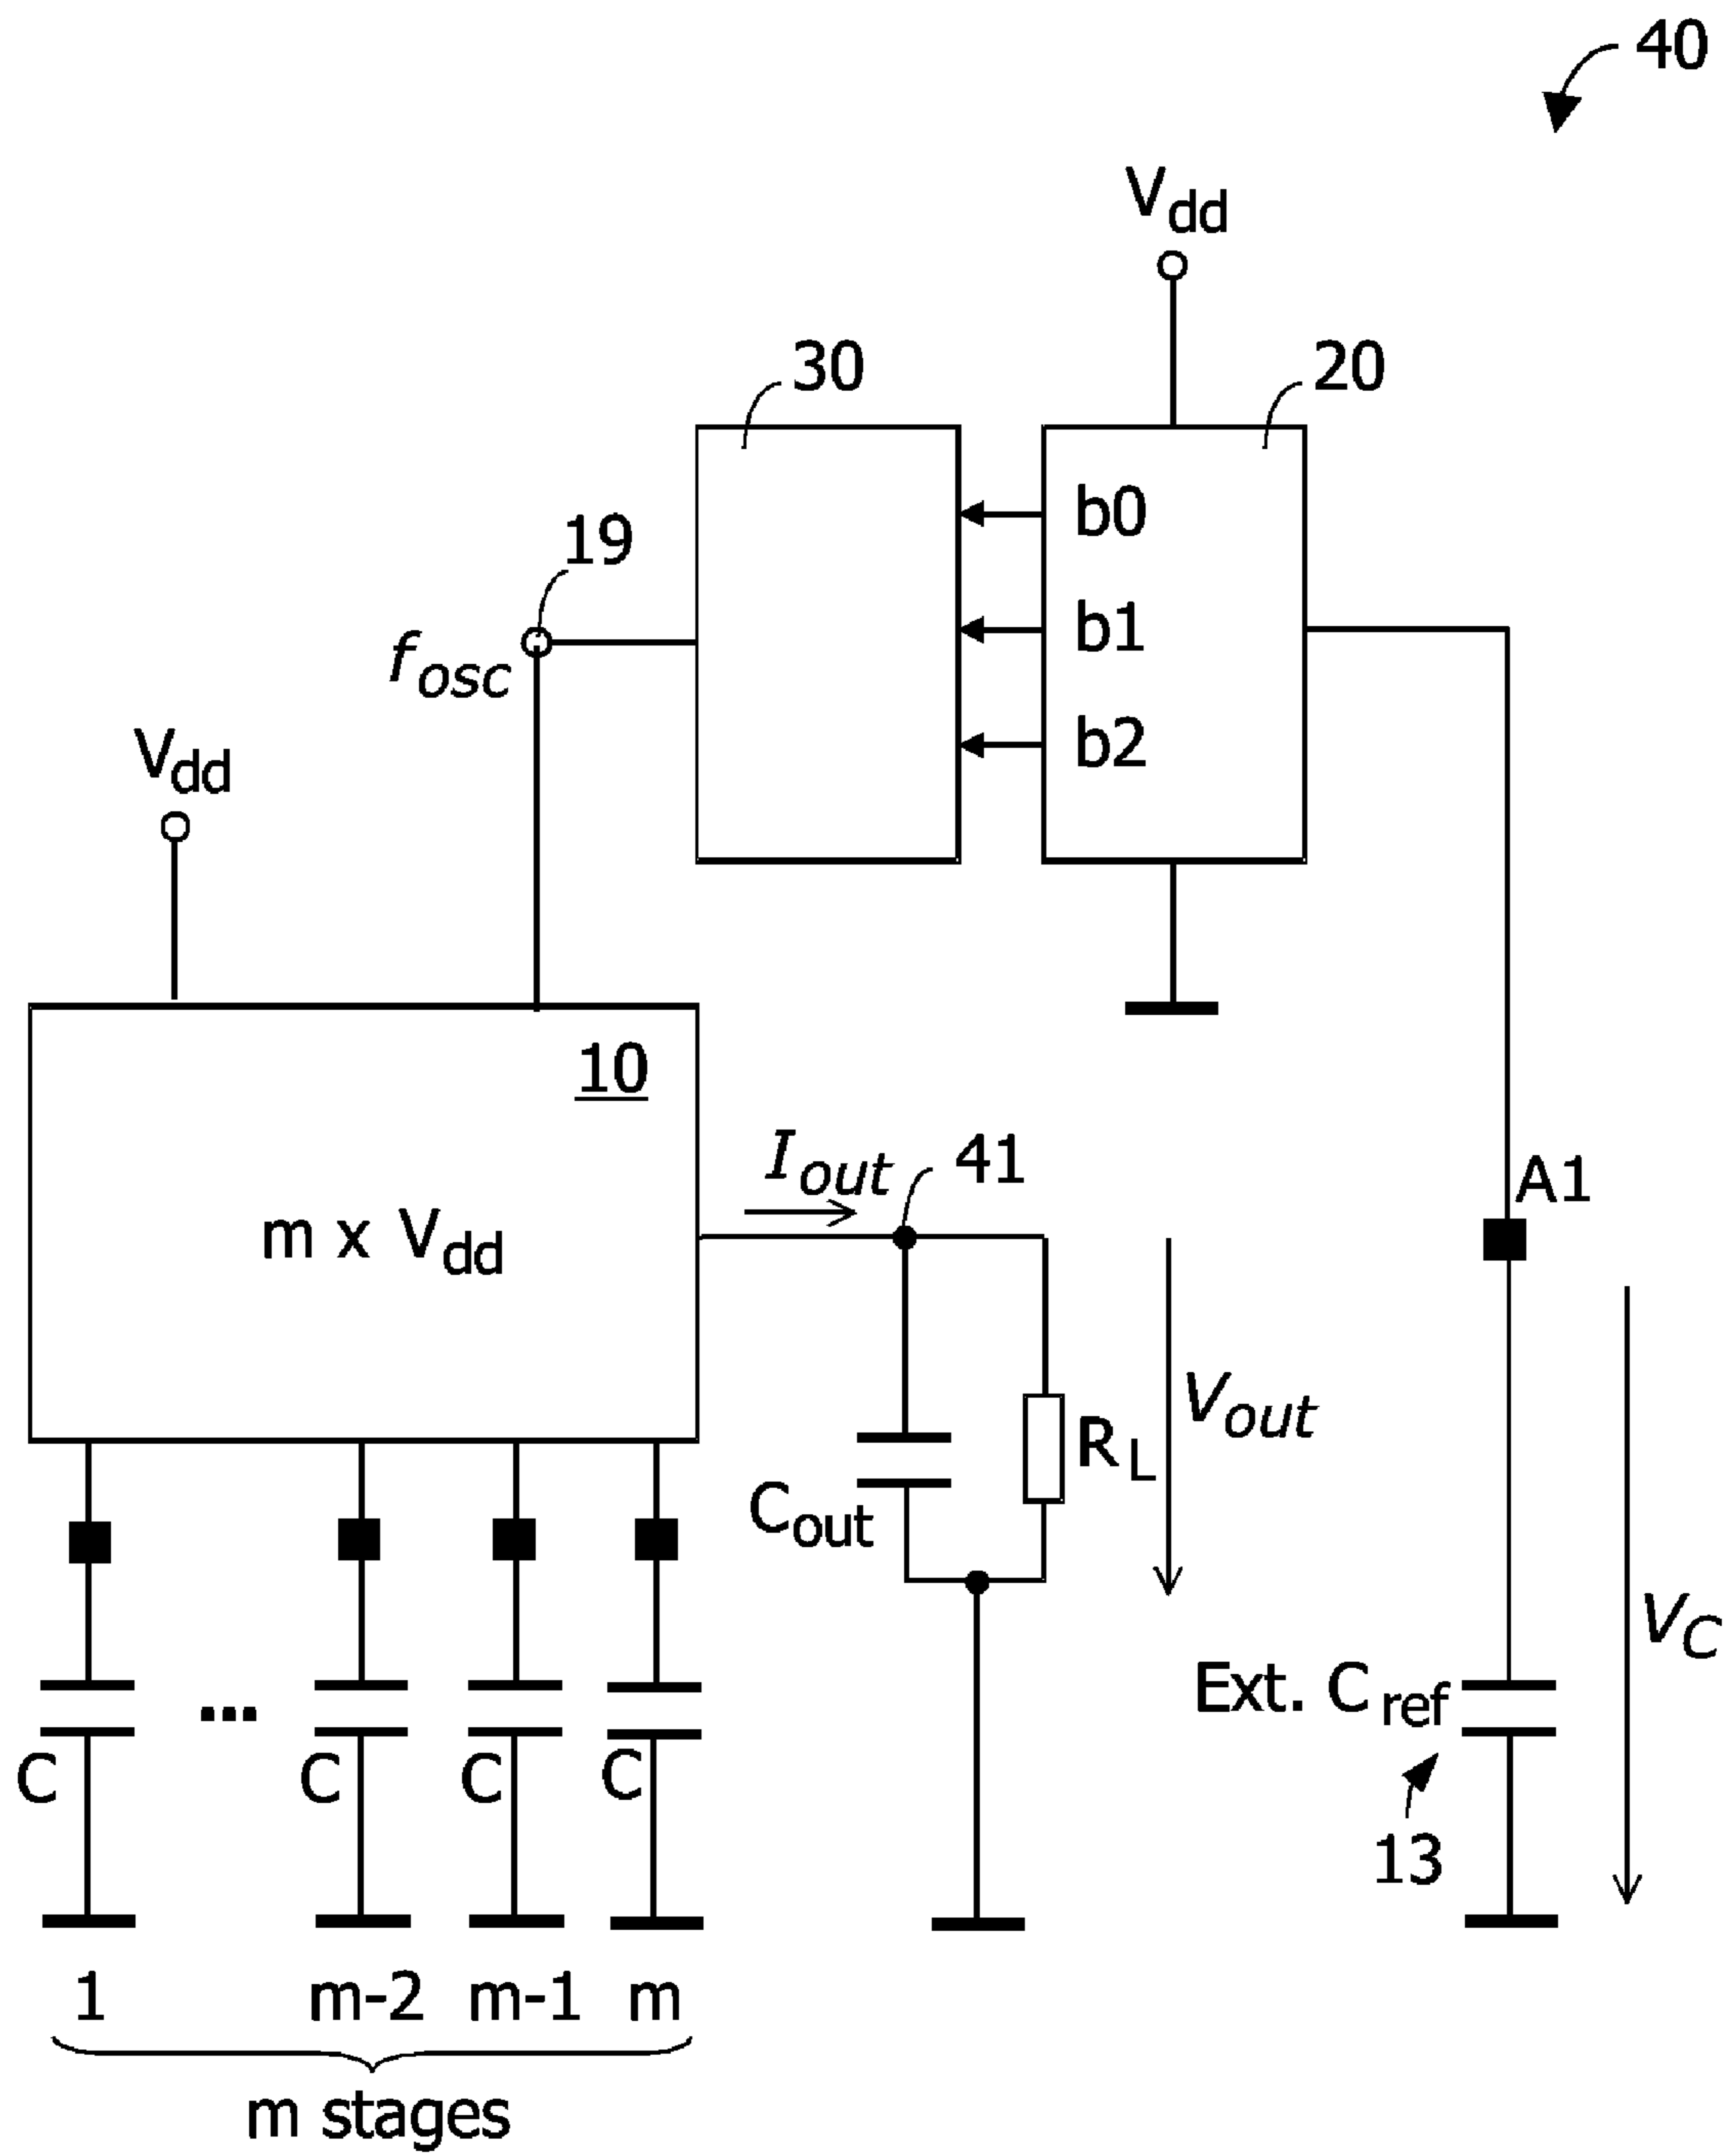 40
Vdd
30
20
b0
19
b1
fosc
b2
Vdd
10
Iout
41
A1
m x Vdd
Vout
RL
Cout
Ext. Cref
VC
...
C
C
C
C
13
1
m-2
m-1
m
m stages